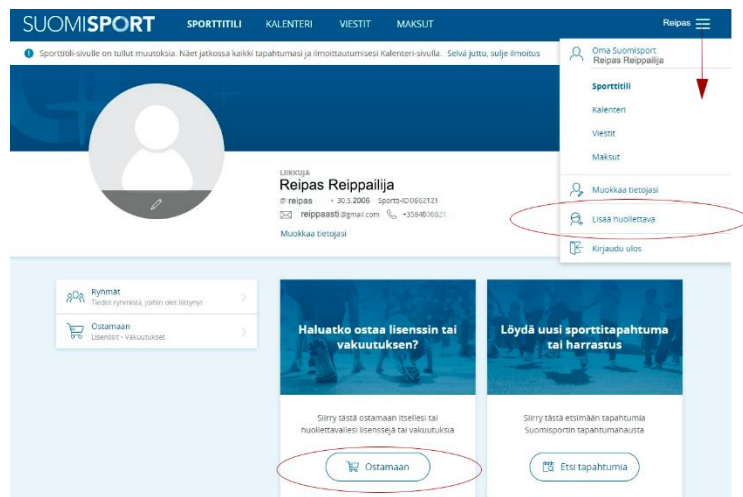 SUOMISPORT SPORTTITILI KALENTERI VIESTIT MAKSUT Reipas
Sporttitili-sivulle on tullut muutoksia. Näet jatkossa kaikki tapahtumasi ja ilmoittautumisesi Kalenteri-sivulla. Selvä juttu, sulje ilmoitus
Oma Suomisport
Reipas Reippailija
Sporttitili
Kalenteri
Viestit
Maksut
Muokkaa tietojasi
Lisää huollettava
Kirjaudu ulos
LIIKKUJA
Reipas Reippailija
@ reipas • 30.5.2006 Sportti-ID0662121
reippaasti@gmail.com
Muokkaa tietojasi
Ryhmät
Tiedot ryhmistä, joihin olet liittynyt
Ostamaan
Lisenssit • Vakuutukset
Haluatko ostaa lisenssin tai
vakuutuksen?
Siirry tästä ostamaan itsellesi tai
huollettavallesi lisenssejä tai vakuutuksia
Ostamaan
Löydä uusi sporttitapahtuma
tai harrastus
Siirry tästä etsimään tapahtumia
Suomisportin tapahtumahausta
Etsi tapahtumia